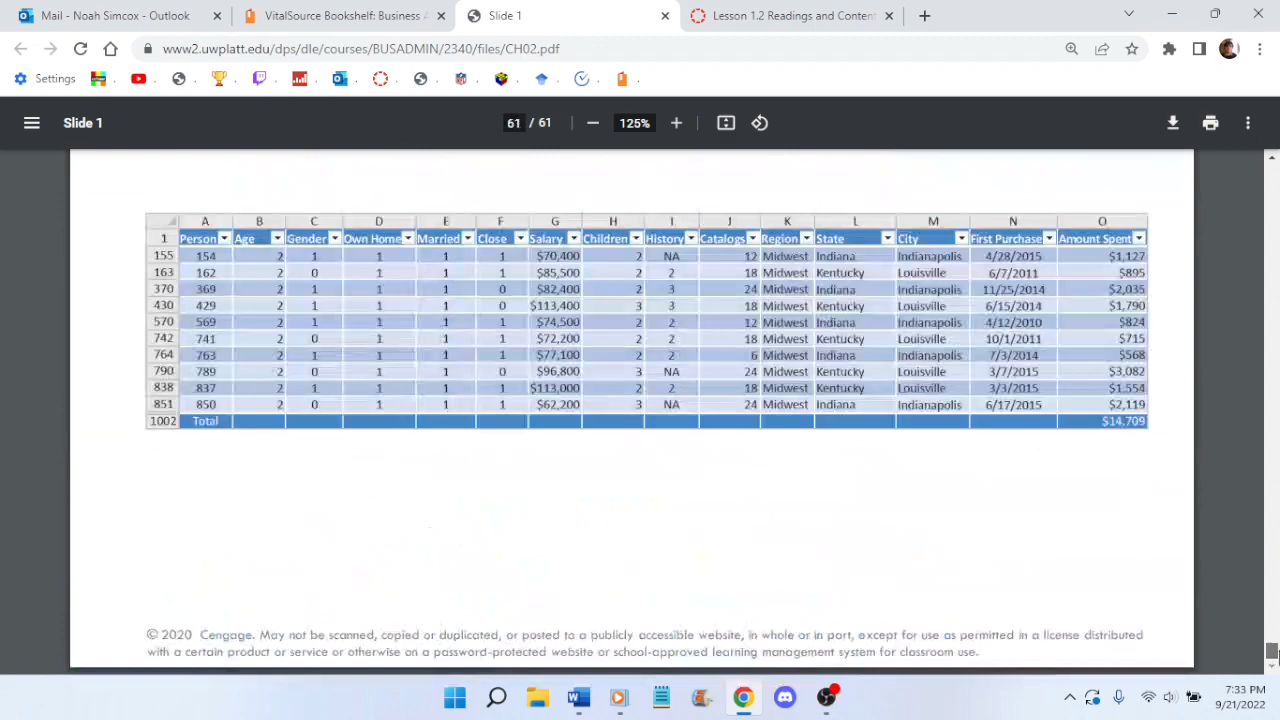 Mail - Noah Simcox - Outlook
VitalSource Bookshelf: Business A
Slide 1
Lesson 1.2 Readings and Content
www2.uwplatt.edu/dps/dle/courses/BUSADMIN/2340/files/CH02.pdf
Settings
Slide 1
61 / 61
125%
A B C D E F G H I J K L M N O
1 Person Age Gender Own Home Married Close Salary Children History Catalogs Region State City First Purchase Amount Spent
155 154 2 1 1 1 1 $70,400 2 NA 12 Midwest Indiana Indianapolis 4/28/2015 $1,127
163 162 2 0 1 1 1 $85,500 2 2 18 Midwest Kentucky Louisville 6/7/2011 $895
370 369 2 1 1 1 0 $82,400 2 3 24 Midwest Indiana Indianapolis 11/25/2014 $2,035
430 429 2 1 1 1 0 $113,400 3 3 18 Midwest Kentucky Louisville 6/15/2014 $1,790
570 569 2 1 1 1 1 $74,500 2 2 12 Midwest Indiana Indianapolis 4/12/2010 $824
742 741 2 0 1 1 1 $72,200 2 2 18 Midwest Kentucky Louisville 10/1/2011 $715
764 763 2 1 1 1 1 $77,100 2 2 6 Midwest Indiana Indianapolis 7/3/2014 $568
790 789 2 0 1 1 0 $96,800 3 NA 24 Midwest Kentucky Louisville 3/7/2015 $3,082
838 837 2 1 1 1 1 $113,000 2 2 18 Midwest Kentucky Louisville 3/3/2015 $1,554
851 850 2 0 1 1 1 $62,200 3 NA 24 Midwest Indiana Indianapolis 6/17/2015 $2,119
1002 Total $14,709
© 2020 Cengage. May not be scanned, copied or duplicated, or posted to a publicly accessible website, in whole or in part, except for use as permitted in a license distributed
with a certain product or service or otherwise on a password-protected website or school-approved learning management system for classroom use.
7:33 PM
9/21/2022